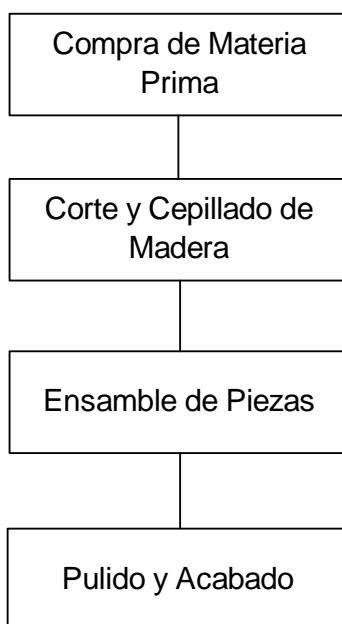 Compra de Materia
Prima
Corte y Cepillado de
Madera
Ensamble de Piezas
Pulido y Acabado